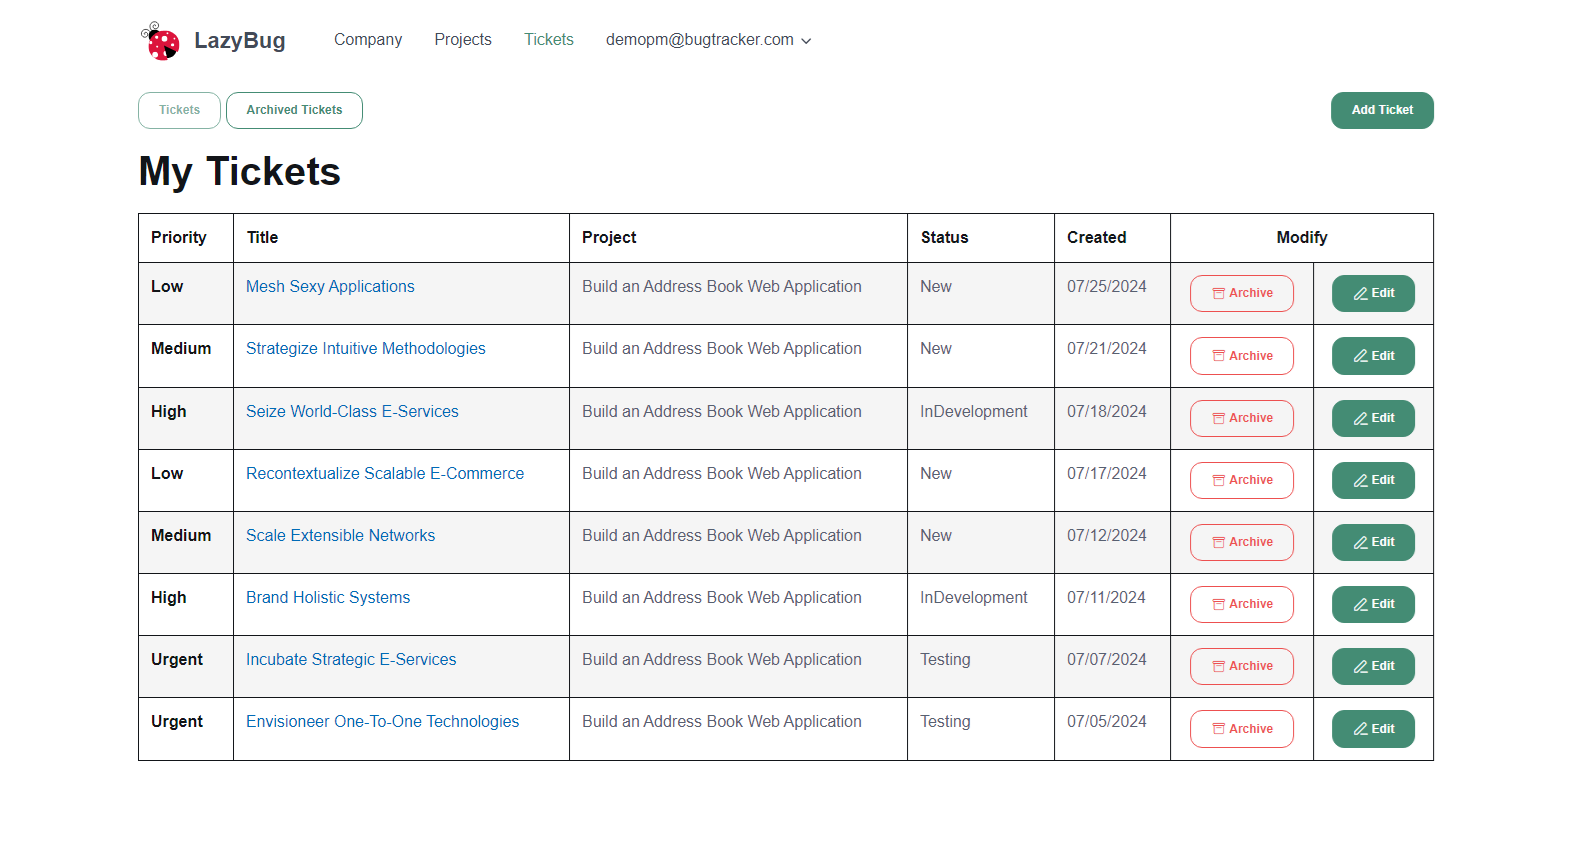 LazyBug Company Projects Tickets demopm@bugtracker.com
Tickets Archived Tickets Add Ticket
My Tickets
Priority Title Project Status Created Modify
Low Mesh Sexy Applications Build an Address Book Web Application New 07/25/2024 Archive Edit
Medium Strategize Intuitive Methodologies Build an Address Book Web Application New 07/21/2024 Archive Edit
High Seize World-Class E-Services Build an Address Book Web Application InDevelopment 07/18/2024 Archive Edit
Low Recontextualize Scalable E-Commerce Build an Address Book Web Application New 07/17/2024 Archive Edit
Medium Scale Extensible Networks Build an Address Book Web Application New 07/12/2024 Archive Edit
High Brand Holistic Systems Build an Address Book Web Application InDevelopment 07/11/2024 Archive Edit
Urgent Incubate Strategic E-Services Build an Address Book Web Application Testing 07/07/2024 Archive Edit
Urgent Envisioneer One-To-One Technologies Build an Address Book Web Application Testing 07/05/2024 Archive Edit